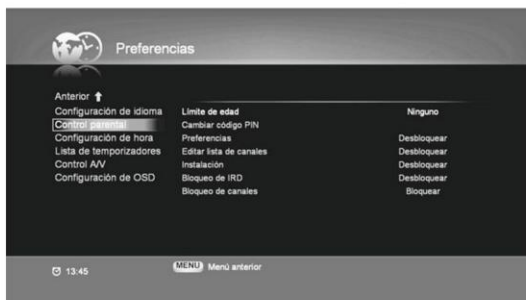 Preferencias
Anterior
Configuración de idioma
Control parental
Configuración de hora
Lista de temporizadores
Control A/V
Configuración de OSD
Límite de edad Ninguno
Cambiar código PIN
Preferencias Desbloquear
Editar lista de canales Desbloquear
Instalación Desbloquear
Bloqueo de IRD Desbloquear
Bloqueo de canales Bloquear
13:45
MENU Menú anterior